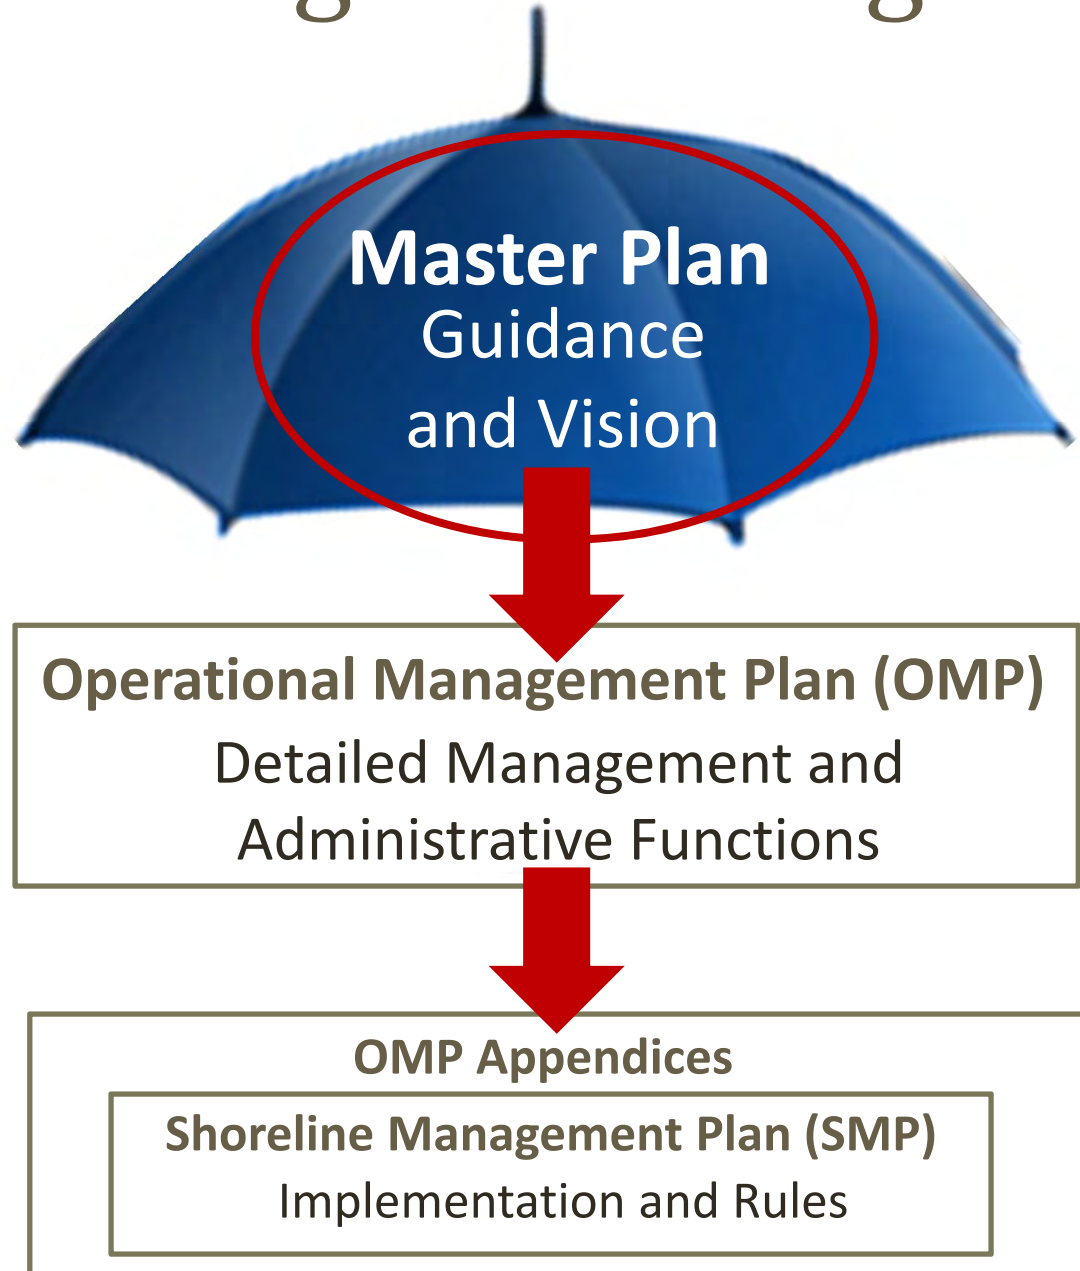 Master Plan
Guidance
and Vision
Operational Management Plan (OMP)
Detailed Management and
Administrative Functions
OMP Appendices
Shoreline Management Plan (SMP)
Implementation and Rules